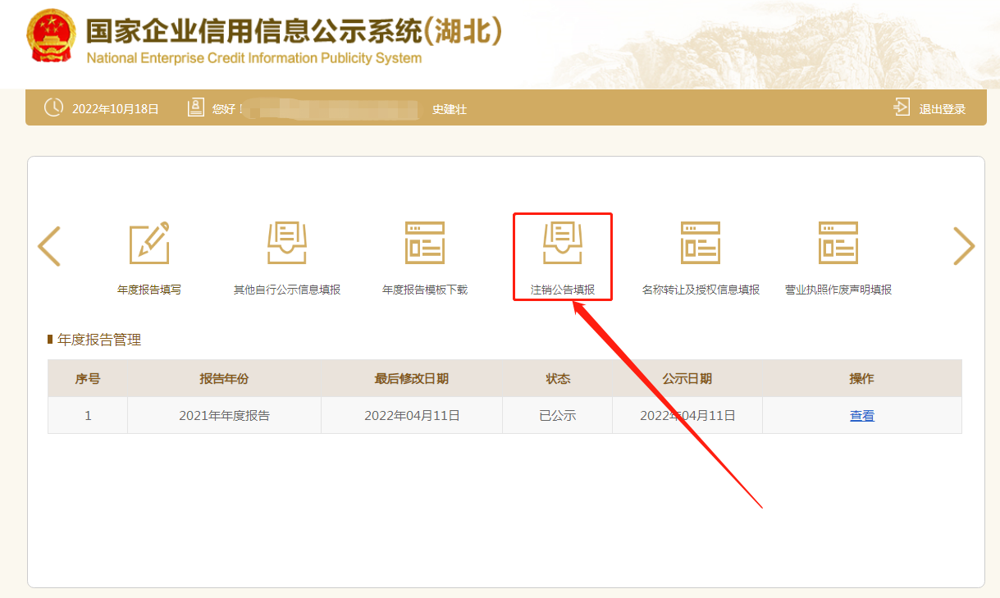 国家企业信用信息公示系统(湖北)
National Enterprise Credit Information Publicity System
2022年10月18日 您好！ 史建壮 退出登录
年度报告填写 其他自行公示信息填报 年度报告模板下载 注销公告填报 名称转让及授权信息填报 营业执照作废声明填报
年度报告管理
序号 报告年份 最后修改日期 状态 公示日期 操作
1 2021年年度报告 2022年04月11日 已公示 2022年04月11日 查看